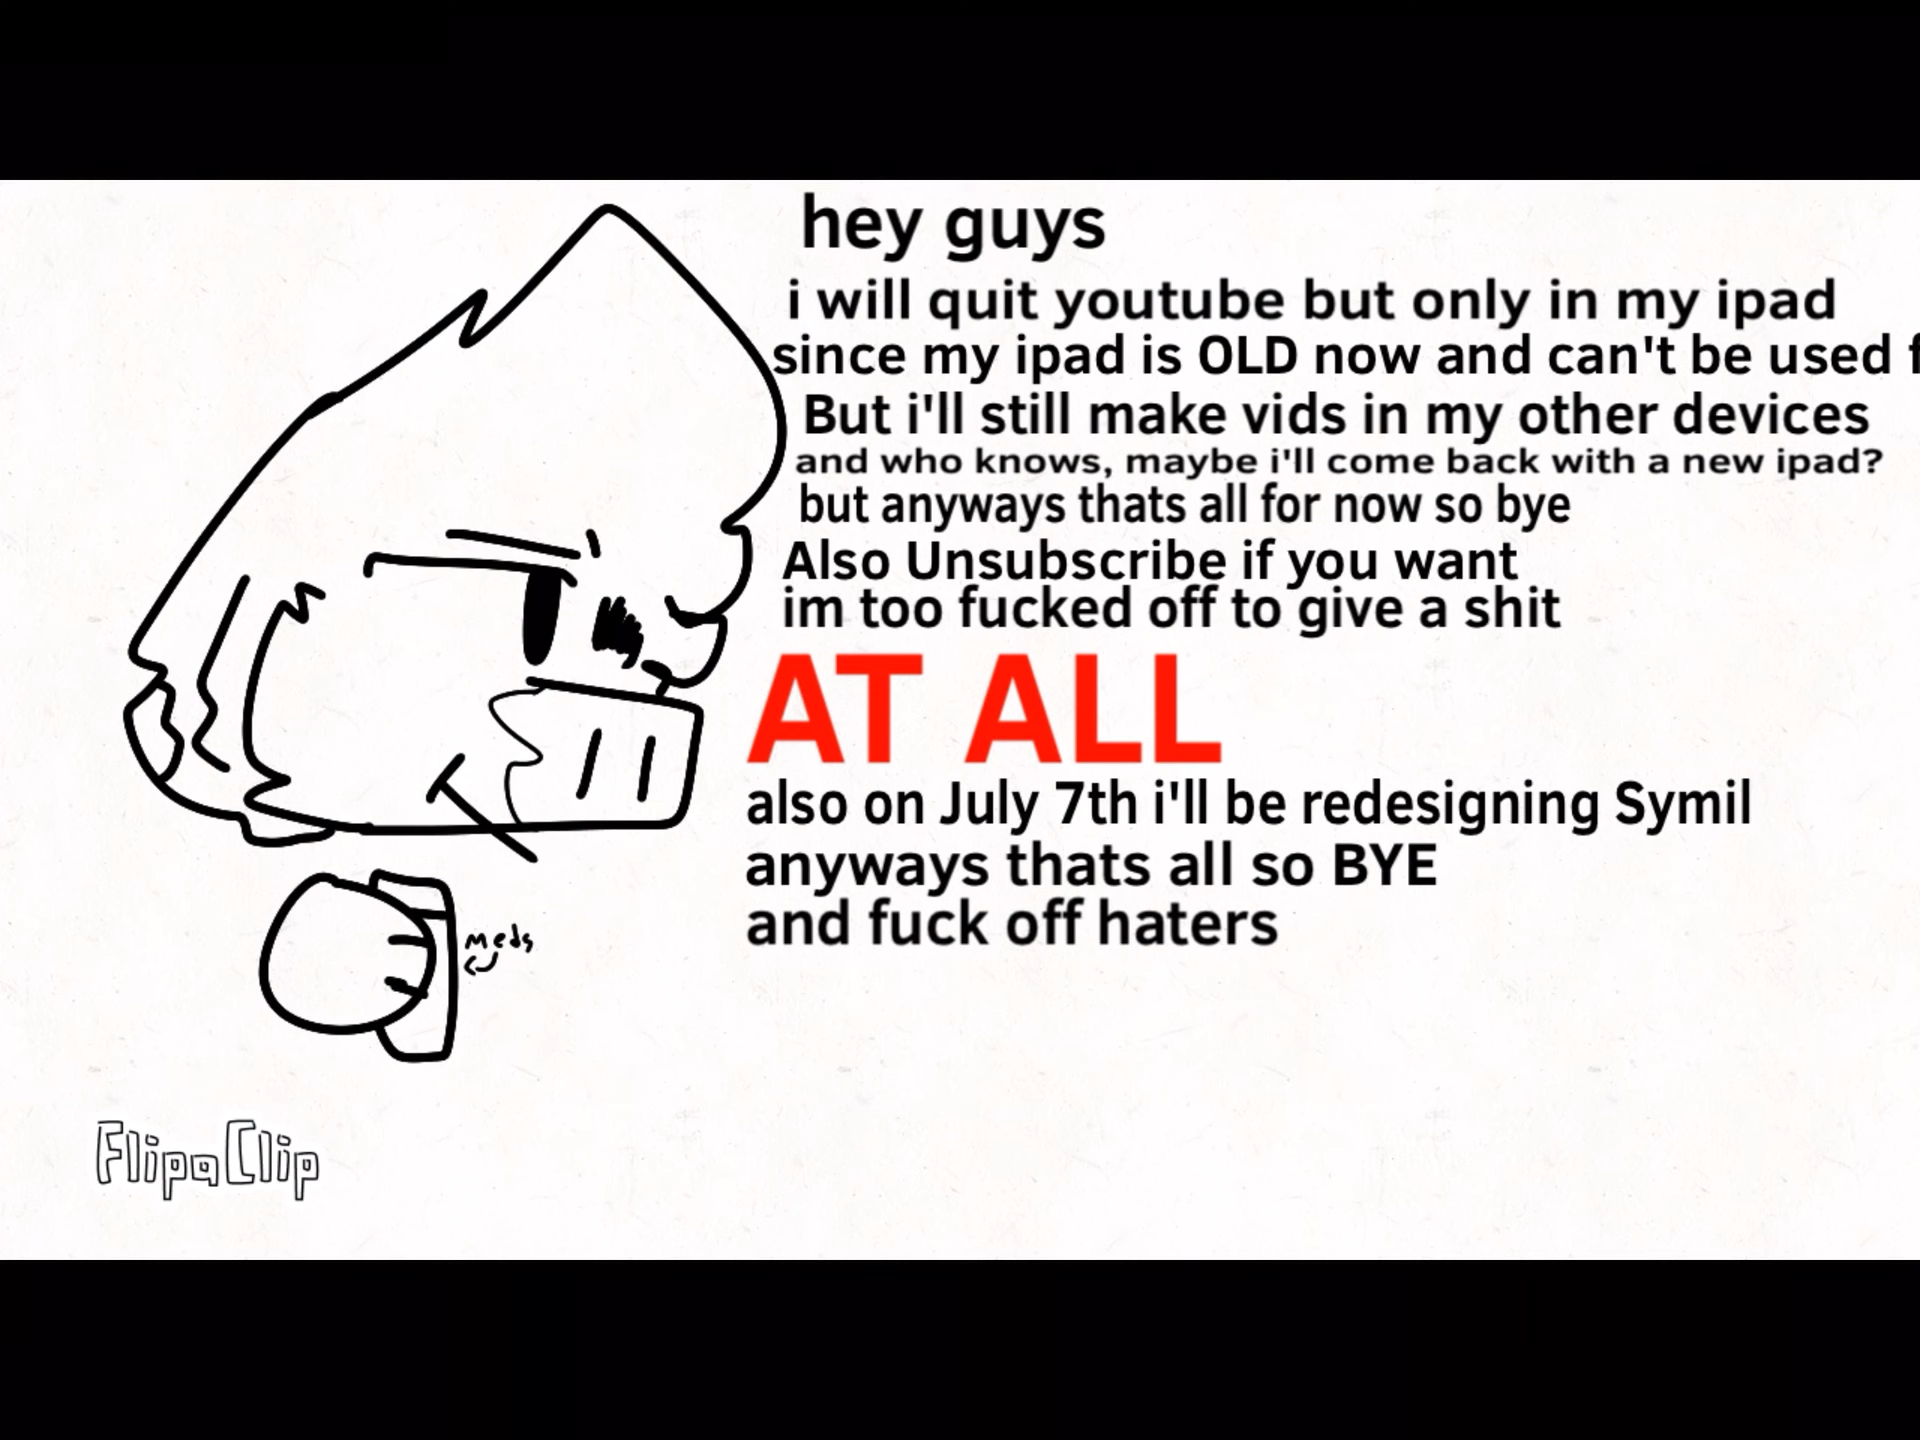 hey guys
i will quit youtube but only in my ipad
since my ipad is OLD now and can't be used f
But i'll still make vids in my other devices
and who knows, maybe i'll come back with a new ipad?
but anyways thats all for now so bye
Also Unsubscribe if you want
im too fucked off to give a shit
AT ALL
also on July 7th i'll be redesigning Symil
anyways thats all so BYE
and fuck off haters
meds
FlipaClip